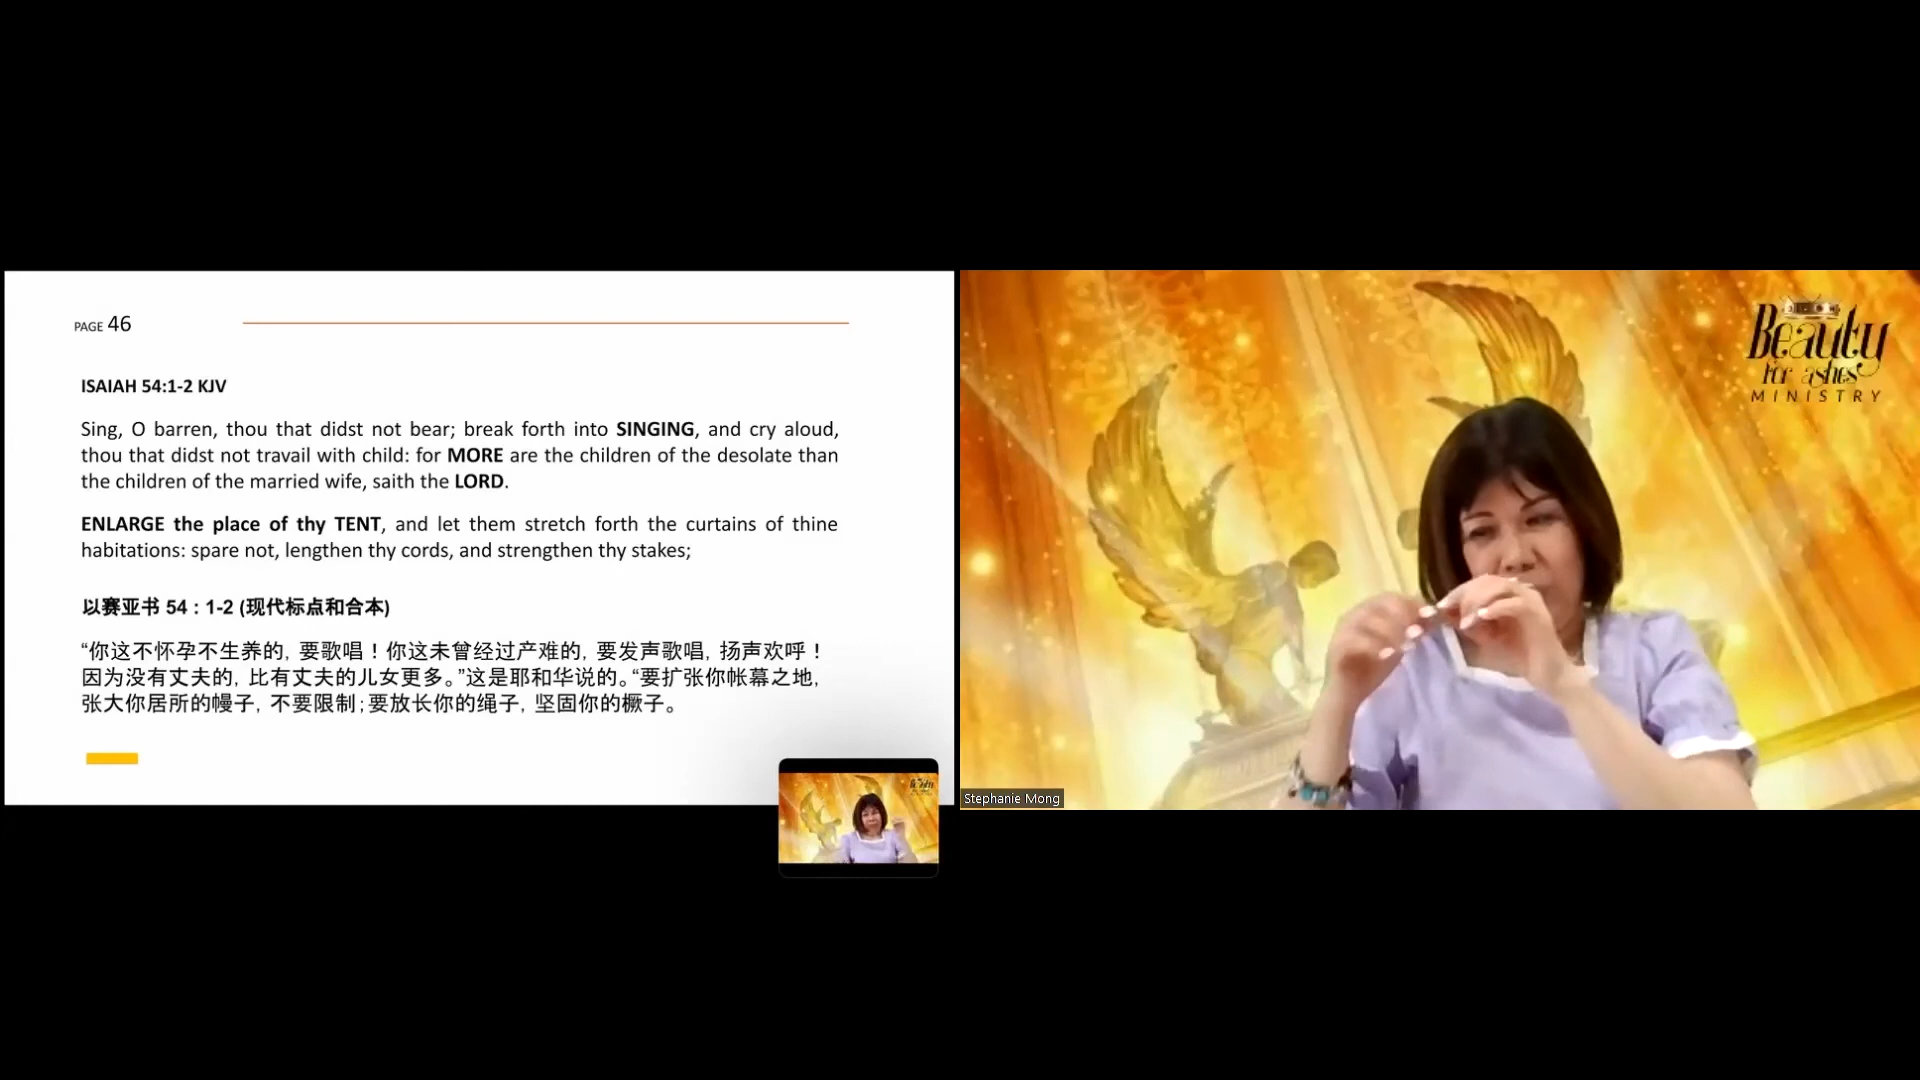 PAGE 46
ISAIAH 54:1-2 KJV
Sing, O barren, thou that didst not bear; break forth into SINGING, and cry aloud,
thou that didst not travail with child: for MORE are the children of the desolate than
the children of the married wife, saith the LORD.
ENLARGE the place of thy TENT, and let them stretch forth the curtains of thine
habitations: spare not, lengthen thy cords, and strengthen thy stakes;
以赛亚书 54 : 1-2 (现代标点和合本)
“你这不怀孕不生养的, 要歌唱！你这未曾经过产难的, 要发声歌唱, 扬声欢呼！
因为没有丈夫的, 比有丈夫的儿女更多。”这是耶和华说的。“要扩张你帐幕之地,
张大你居所的幔子, 不要限制;要放长你的绳子, 坚固你的橛子。
Beauty
for ashes
MINISTRY
Stephanie Mong